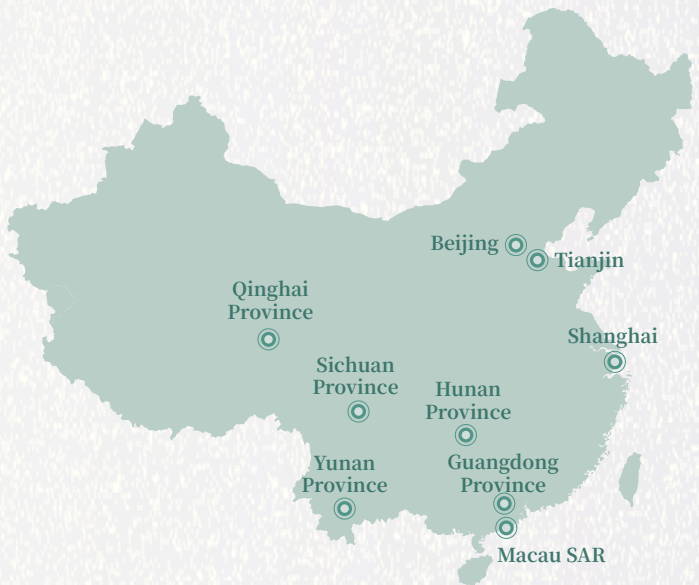 Beijing
Tianjin
Qinghai
Province
Shanghai
Sichuan
Province
Hunan
Province
Yunan
Province
Guangdong
Province
Macau SAR